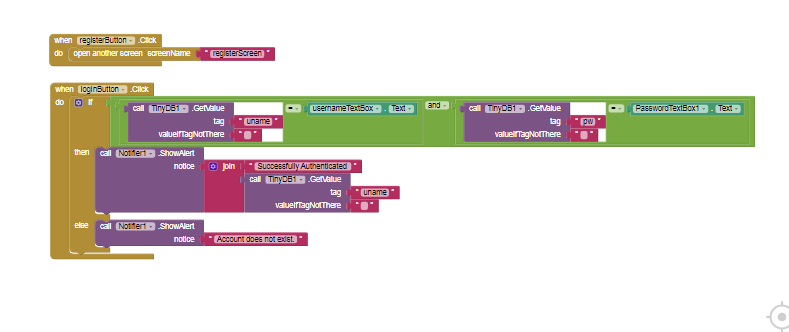 when registerButton .Click
do open another screen screenName " registerScreen "
when loginButton .Click
do if call TinyDB1 .GetValue = usernameTextBox . Text and call TinyDB1 .GetValue = PasswordTextBox1 . Text
tag " uname " tag " pw "
valueIfTagNotThere " " valueIfTagNotThere " "
then call Notifier1 .ShowAlert
notice join " Successfully Authenticated "
call TinyDB1 .GetValue
tag " uname "
valueIfTagNotThere " "
else call Notifier1 .ShowAlert
notice " Account does not exist. "